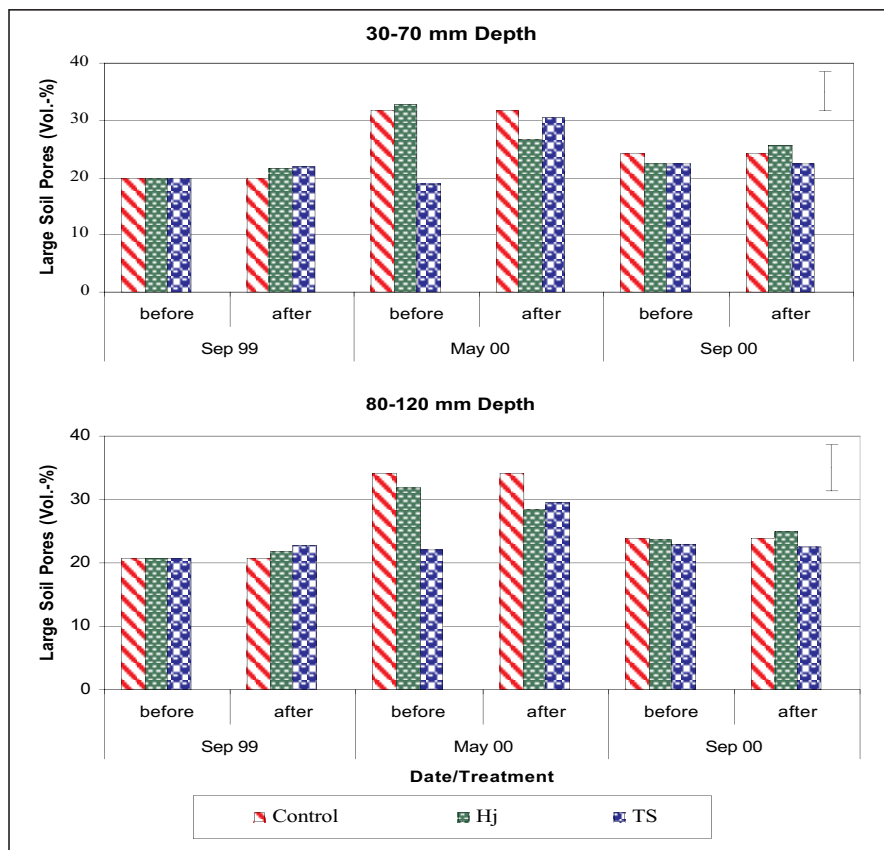 30-70 mm Depth
Large Soil Pores (Vol.-%)
40
30
20
10
0
before after before after before after
Sep 99 May 00 Sep 00
80-120 mm Depth
Large Soil Pores (Vol.-%)
40
30
20
10
0
before after before after before after
Sep 99 May 00 Sep 00
Date/Treatment
Control Hj TS